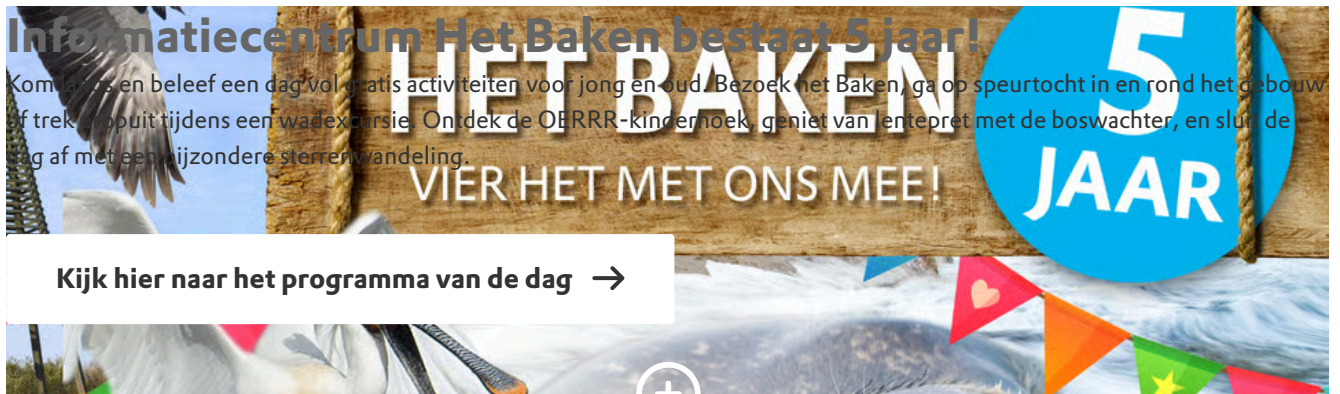 Informatiecentrum Het Baken bestaat 5 jaar!
Kom langs en beleef een dag vol gratis activiteiten voor jong en oud. Bezoek het Baken, ga op speurtocht in en rond het gebouw
of trek eropuit tijdens een wadexcursie. Ontdek de OERRR-kinderhoek, geniet van lentepret met de boswachter, en sluit de
dag af met een bijzondere sterrenwandeling.
HET BAKEN
VIER HET MET ONS MEE!
5
JAAR
Kijk hier naar het programma van de dag